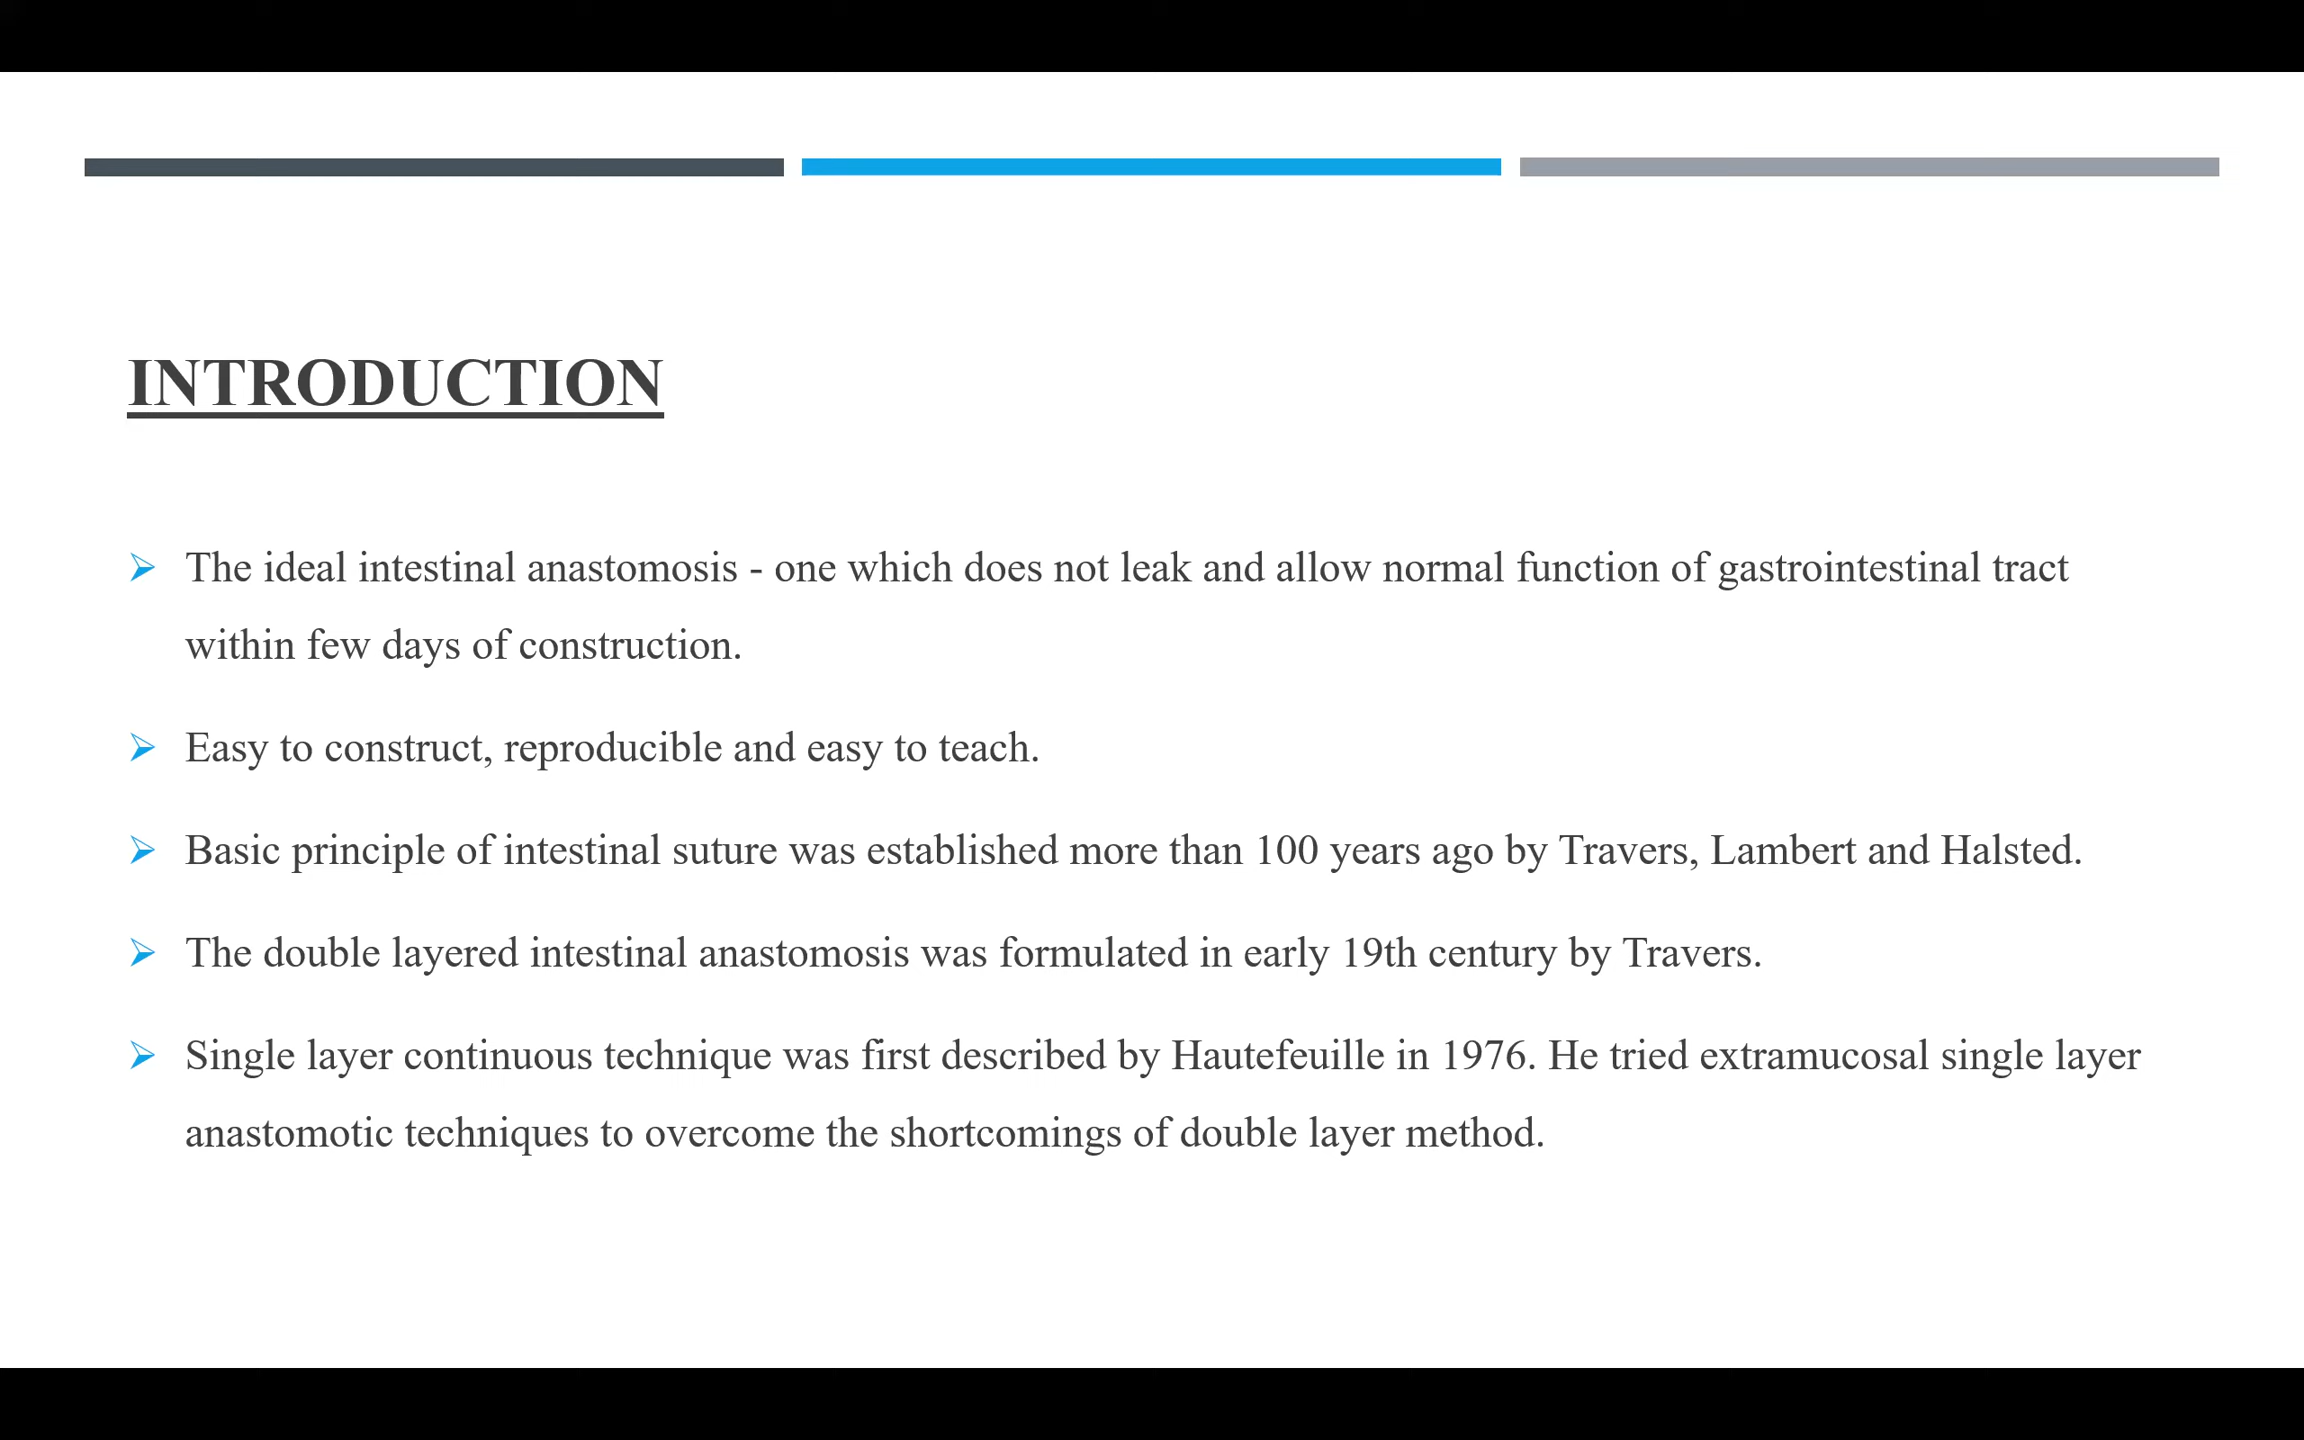 INTRODUCTION
The ideal intestinal anastomosis - one which does not leak and allow normal function of gastrointestinal tract
within few days of construction.
Easy to construct, reproducible and easy to teach.
Basic principle of intestinal suture was established more than 100 years ago by Travers, Lambert and Halsted.
The double layered intestinal anastomosis was formulated in early 19th century by Travers.
Single layer continuous technique was first described by Hautefeuille in 1976. He tried extramucosal single layer
anastomotic techniques to overcome the shortcomings of double layer method.